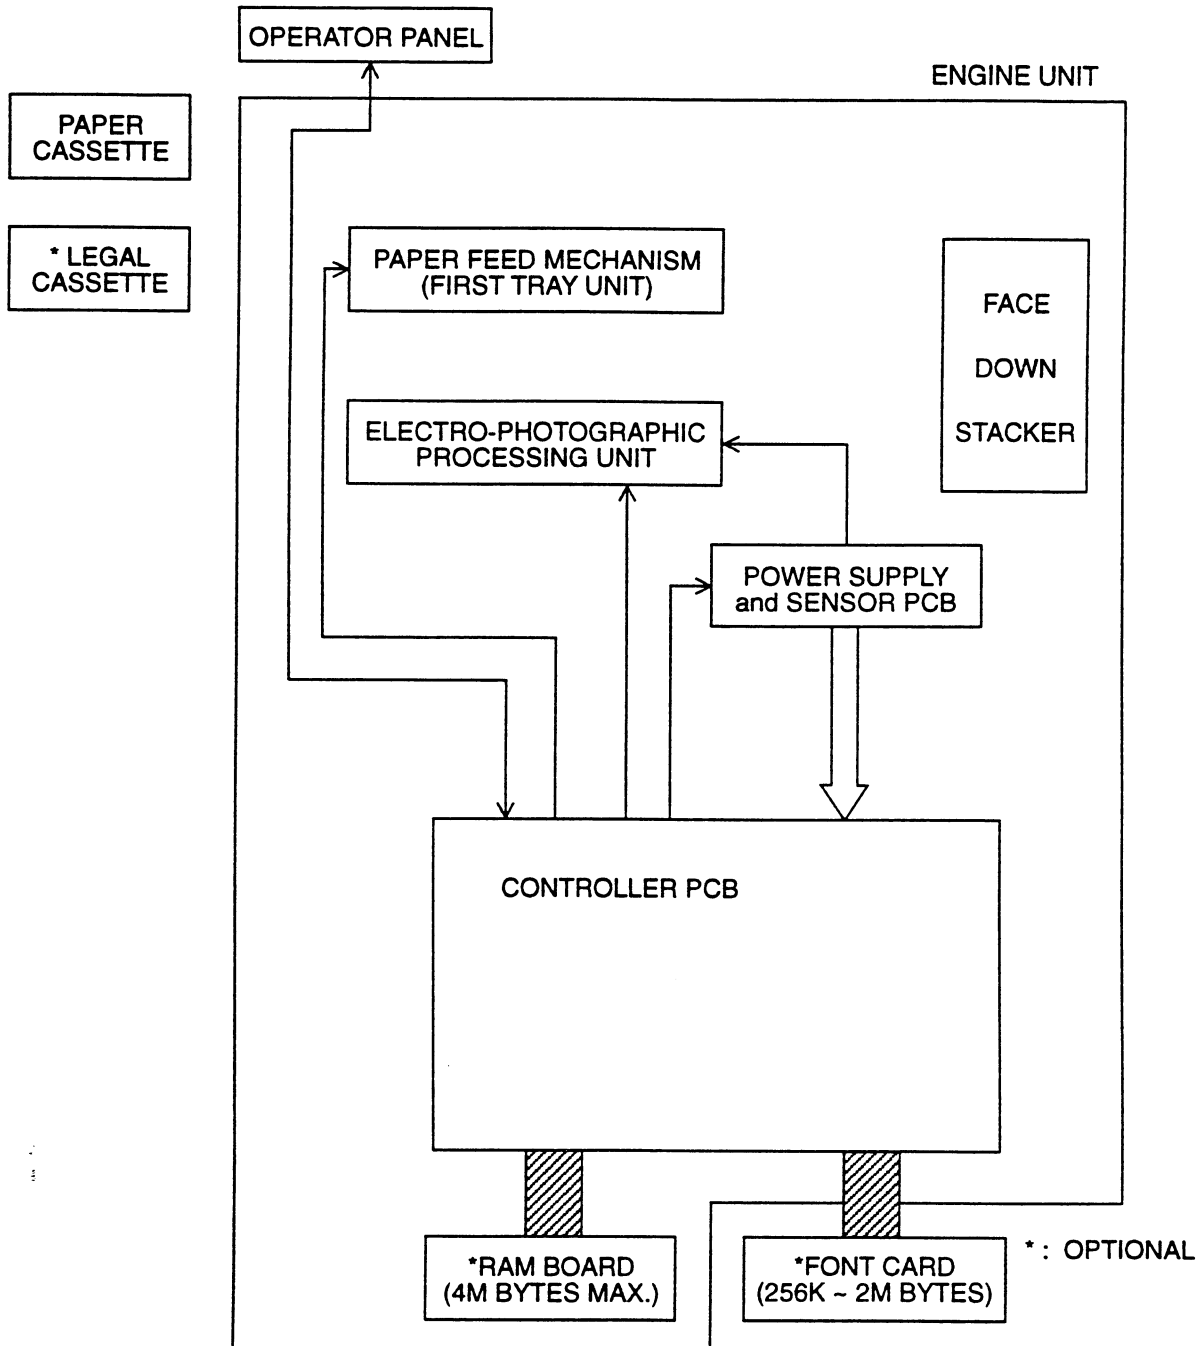 OPERATOR PANEL
ENGINE UNIT
PAPER
CASSETTE
* LEGAL
CASSETTE
PAPER FEED MECHANISM
(FIRST TRAY UNIT)
FACE
DOWN
STACKER
ELECTRO-PHOTOGRAPHIC
PROCESSING UNIT
POWER SUPPLY
and SENSOR PCB
CONTROLLER PCB
*RAM BOARD
(4M BYTES MAX.)
*FONT CARD
(256K ~ 2M BYTES)
* : OPTIONAL